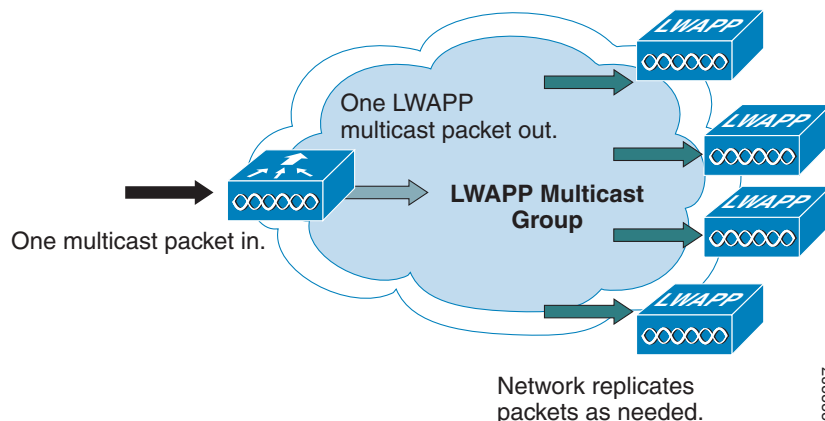 LWAPP
One LWAPP
multicast packet out.
LWAPP
LWAPP Multicast
Group
One multicast packet in.
LWAPP
LWAPP
Network replicates
packets as needed.